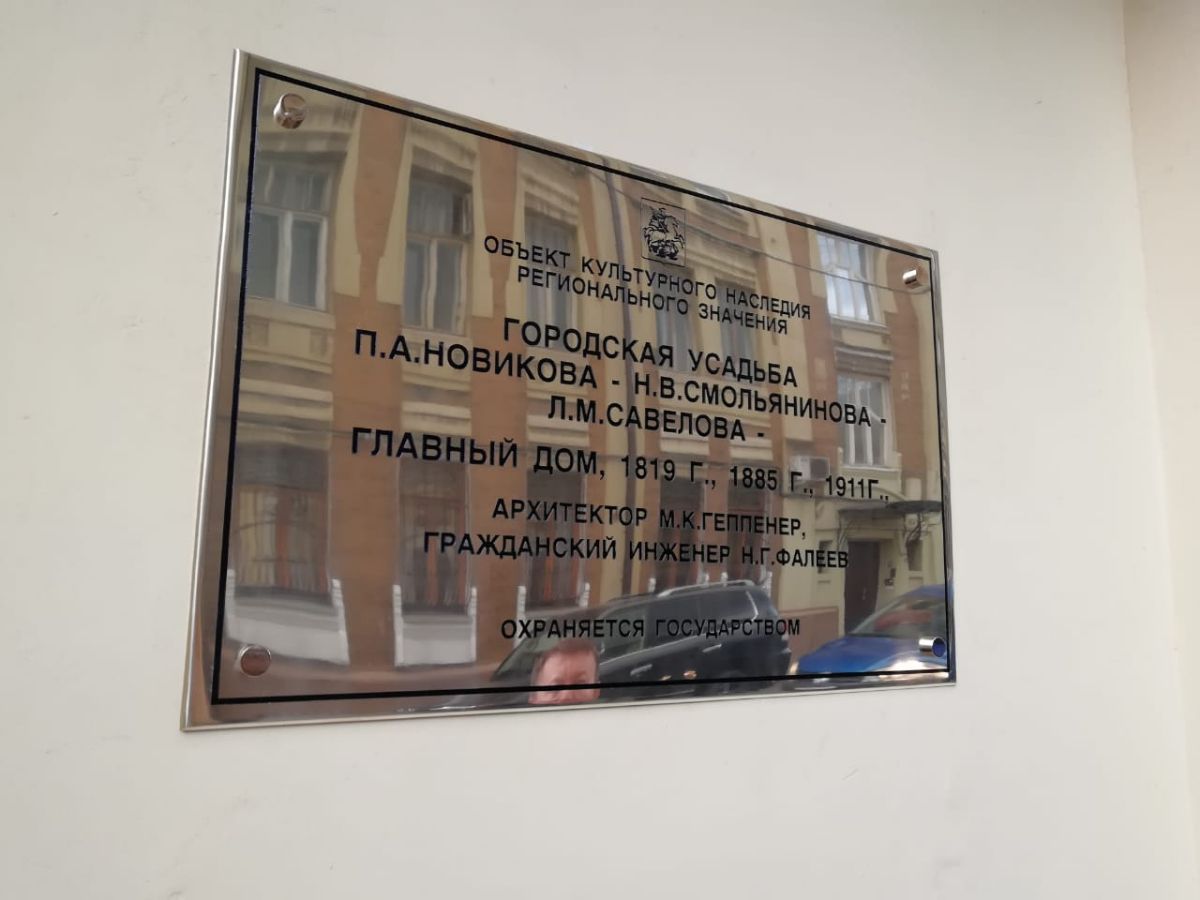 ОБЪЕКТ КУЛЬТУРНОГО НАСЛЕДИЯ
РЕГИОНАЛЬНОГО ЗНАЧЕНИЯ
ГОРОДСКАЯ УСАДЬБА
П.А.НОВИКОВА - Н.В.СМОЛЬЯНИНОВА -
Л.М.САВЕЛОВА -
ГЛАВНЫЙ ДОМ, 1819 Г., 1885 Г., 1911Г.,
АРХИТЕКТОР М.К.ГЕППЕНЕР,
ГРАЖДАНСКИЙ ИНЖЕНЕР Н.Г.ФАЛЕЕВ
ОХРАНЯЕТСЯ ГОСУДАРСТВОМ